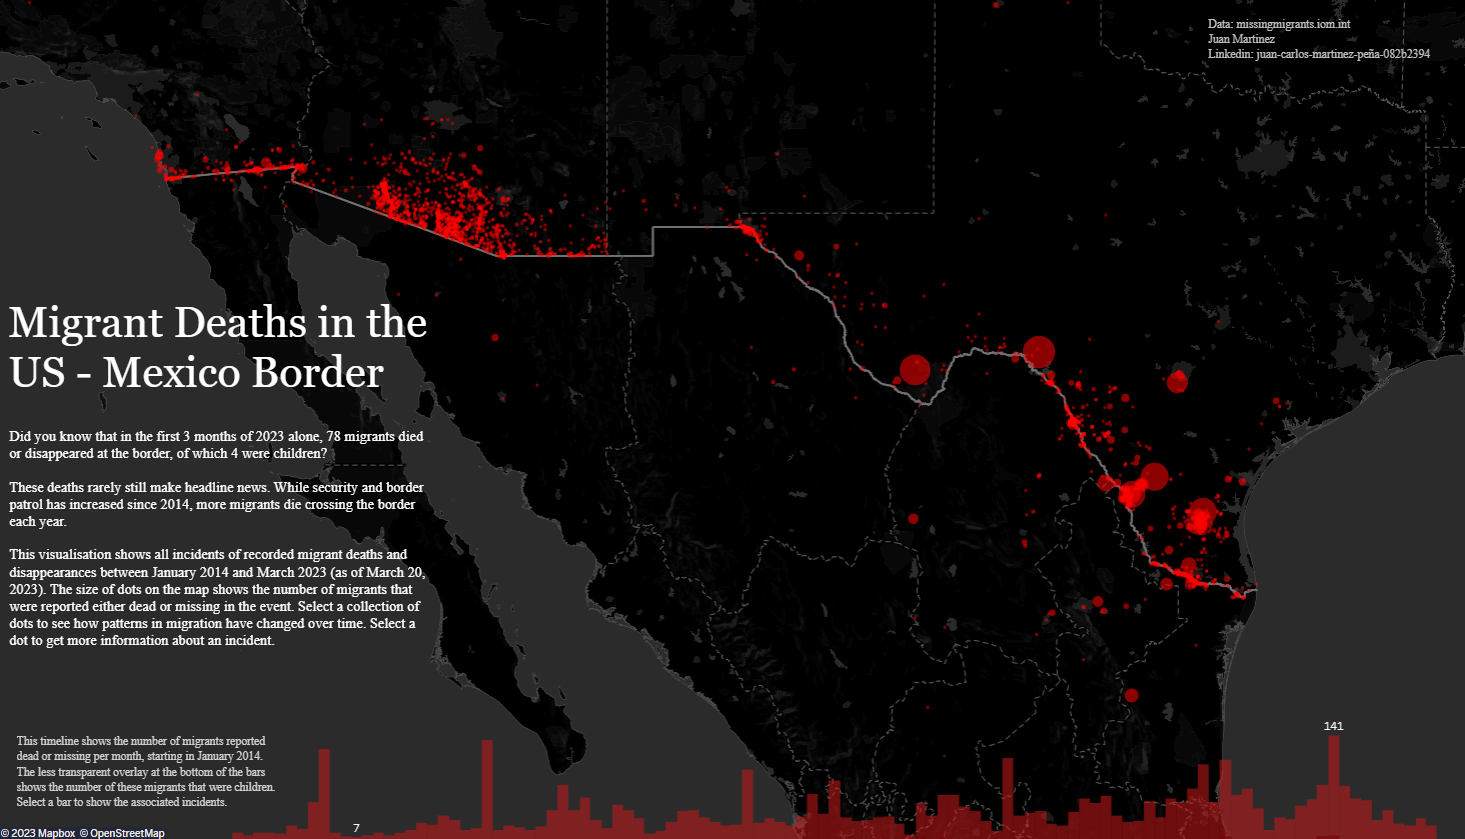 Data: missingmigrants.iom.int
Juan Martinez
Linkedin: juan-carlos-martinez-peña-082b2394
Migrant Deaths in the
US - Mexico Border
Did you know that in the first 3 months of 2023 alone, 78 migrants died
or disappeared at the border, of which 4 were children?
These deaths rarely still make headline news. While security and border
patrol has increased since 2014, more migrants die crossing the border
each year.
This visualisation shows all incidents of recorded migrant deaths and
disappearances between January 2014 and March 2023 (as of March 20,
2023). The size of dots on the map shows the number of migrants that
were reported either dead or missing in the event. Select a collection of
dots to see how patterns in migration have changed over time. Select a
dot to get more information about an incident.
This timeline shows the number of migrants reported
dead or missing per month, starting in January 2014.
The less transparent overlay at the bottom of the bars
shows the number of these migrants that were children.
Select a bar to show the associated incidents.
141
7
© 2023 Mapbox © OpenStreetMap